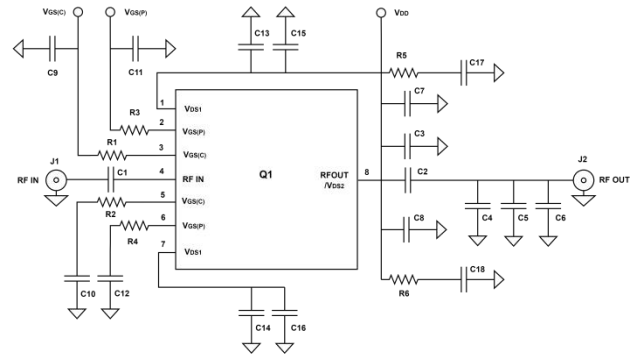 VGS(C)
VGS(P)
VDD
C13
C15
C9
C11
R5
C17
C7
1
VDS1
R3
2
VGS(P)
C3
R1
3
VGS(C)
J1
C1
4
RF IN
RF IN
Q1
RFOUT
/VDS2
8
C2
J2
RF OUT
5
VGS(C)
R2
6
VGS(P)
R4
C4
C5
C6
C8
7
VDS1
C10
C12
C18
R6
C14
C16